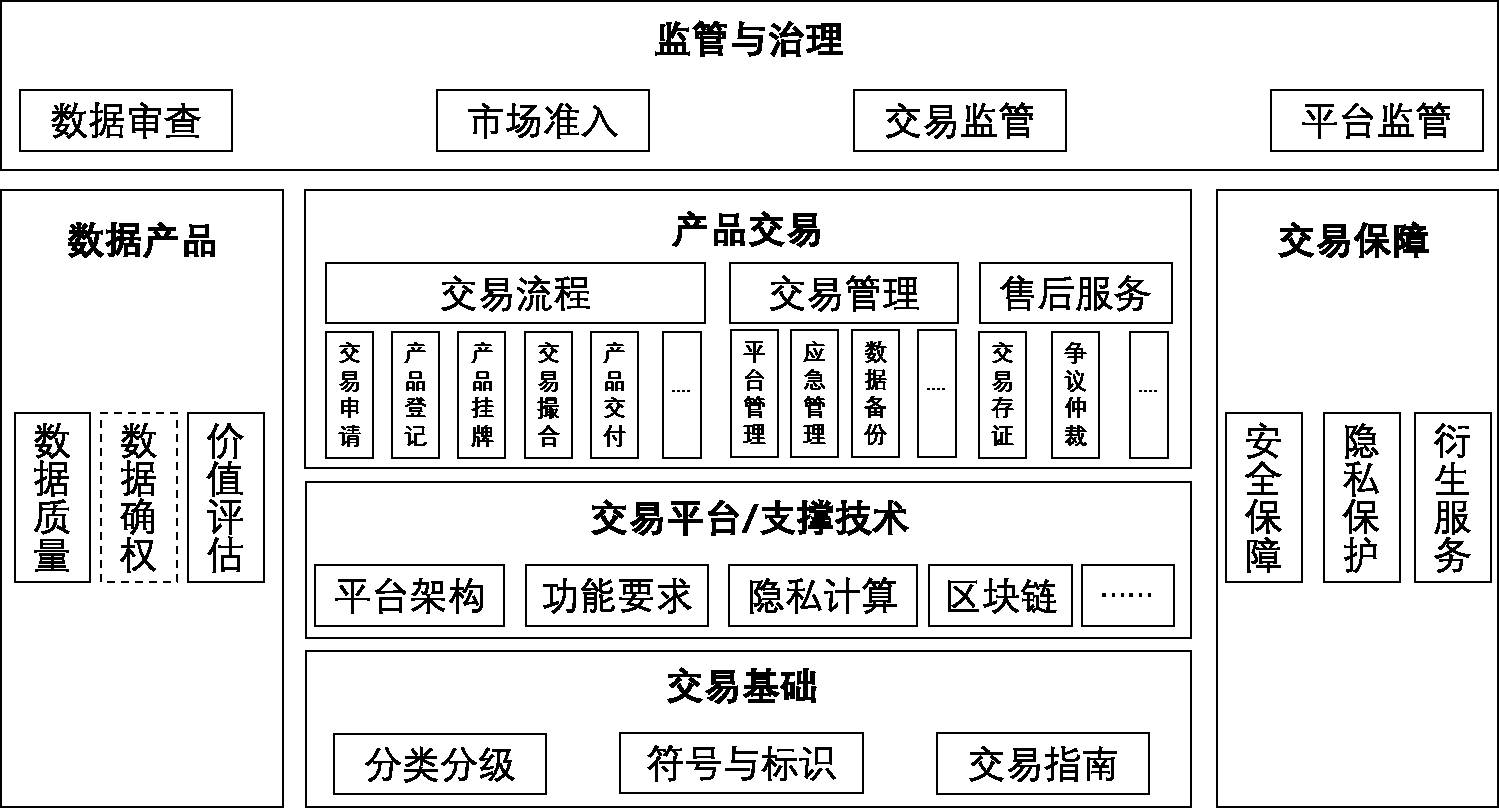 监管与治理
数据审查
市场准入
交易监管
平台监管
数据产品
数据质量
数据确权
价值评估
产品交易
交易流程
交易申请
产品登记
产品挂牌
交易撮合
产品交付
....
交易管理
平台管理
应急管理
数据备份
....
售后服务
交易存证
争议仲裁
....
交易平台/支撑技术
平台架构
功能要求
隐私计算
区块链
……
交易基础
分类分级
符号与标识
交易指南
交易保障
安全保障
隐私保护
衍生服务